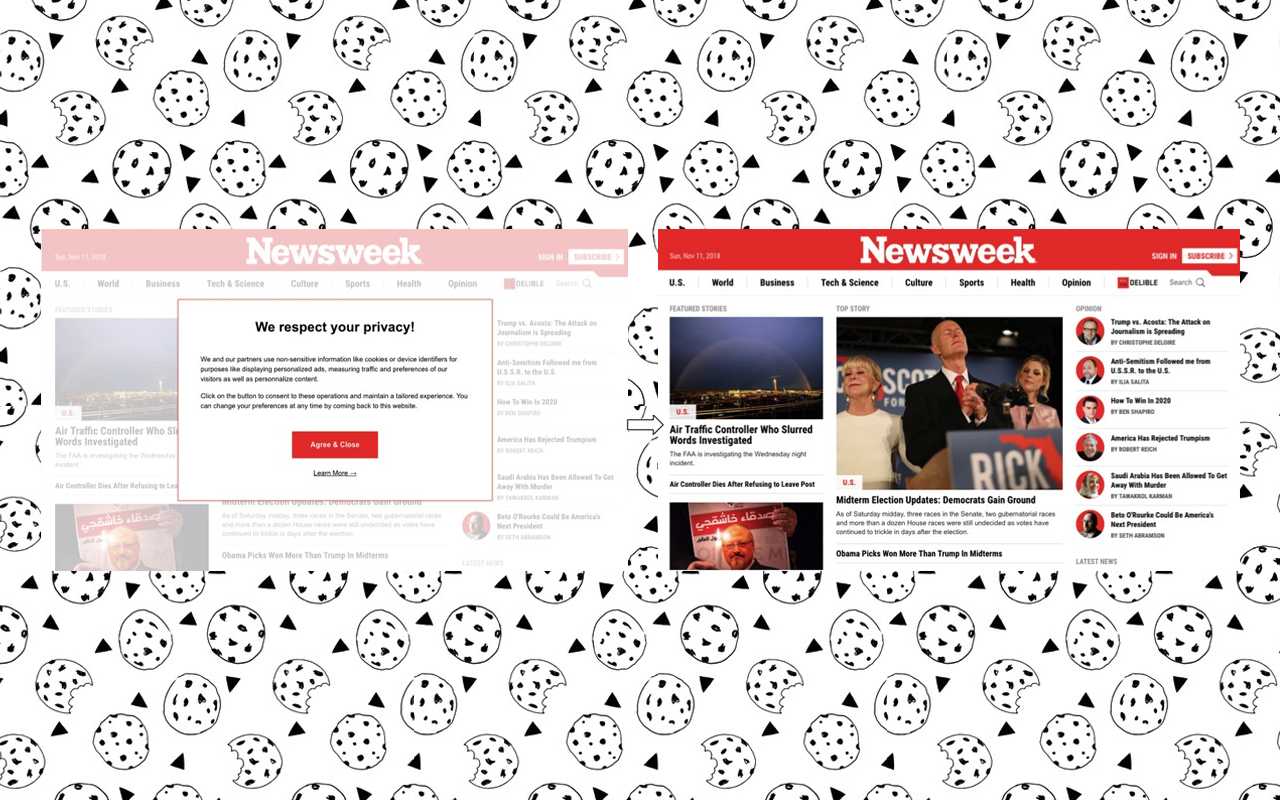 Newsweek
Sun, Nov 11, 2018
SIGN IN
SUBSCRIBE >
U.S.
World
Business
Tech & Science
Culture
Sports
Health
Opinion
DELIBLE
Search
FEATURED STORIES
We respect your privacy!
We and our partners use non-sensitive information like cookies or device identifiers for
purposes like displaying personalized ads, measuring traffic and preferences of our
visitors as well as personnalize content.
Click on the button to consent to these operations and maintain a tailored experience. You
can change your preferences at any time by coming back to this website.
Agree & Close
Learn More →
U.S.
Air Traffic Controller Who Slu
Words Investigated
The FAA is investigating the Wednesday
incident.
Air Controller Dies After Refusing to Lea
Midterm Election Updates: Democrats Gain Ground
As of Saturday midday, three races in the Senate, two gubernatorial races
and more than a dozen House races were still undecided as votes have
continued to trickle in days after the election.
Obama Picks Won More Than Trump In Midterms
Trump vs. Acosta: The Attack on
Journalism is Spreading
BY CHRISTOPHE DELOIRE
Anti-Semitism Followed me from
U.S.S.R. to the U.S.
BY ILJA SALITA
How To Win In 2020
BY BEN SHAPIRO
America Has Rejected Trumpism
BY ROBERT REICH
Saudi Arabia Has Been Allowed To Get
Away With Murder
BY TAWAKKOL KARMAN
Beto O'Rourke Could Be America's
Next President
BY SETH ABRAMSON
LATEST NEWS
Newsweek
Sun, Nov 11, 2018
SIGN IN
SUBSCRIBE >
U.S.
World
Business
Tech & Science
Culture
Sports
Health
Opinion
DELIBLE
Search
FEATURED STORIES
U.S.
Air Traffic Controller Who Slurred
Words Investigated
The FAA is investigating the Wednesday night
incident.
Air Controller Dies After Refusing to Leave Post
TOP STORY
SCOT
FOR
RICK
U.S.
Midterm Election Updates: Democrats Gain Ground
As of Saturday midday, three races in the Senate, two gubernatorial races
and more than a dozen House races were still undecided as votes have
continued to trickle in days after the election.
Obama Picks Won More Than Trump In Midterms
OPINION
Trump vs. Acosta: The Attack on
Journalism is Spreading
BY CHRISTOPHE DELOIRE
Anti-Semitism Followed me from
U.S.S.R. to the U.S.
BY ILJA SALITA
How To Win In 2020
BY BEN SHAPIRO
America Has Rejected Trumpism
BY ROBERT REICH
Saudi Arabia Has Been Allowed To Get
Away With Murder
BY TAWAKKOL KARMAN
Beto O'Rourke Could Be America's
Next President
BY SETH ABRAMSON
LATEST NEWS